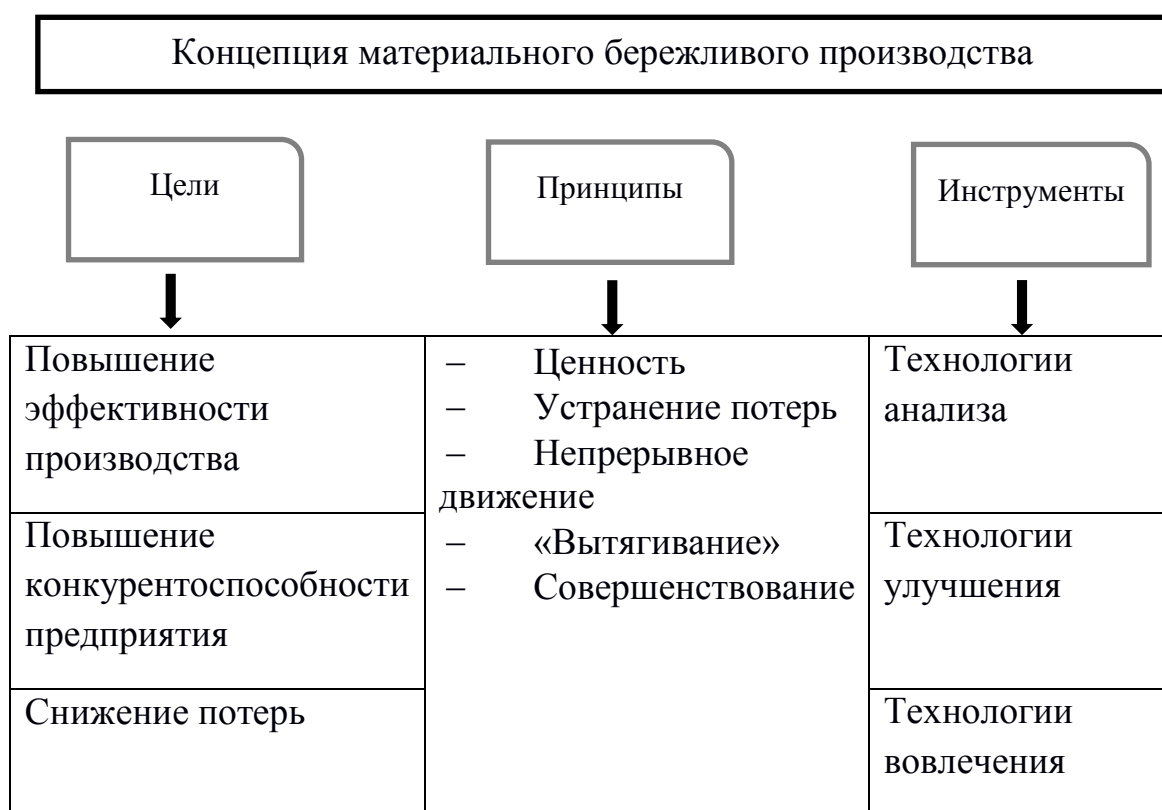 Концепция материального бережливого производства
Цели
Принципы
Инструменты
Повышение
эффективности
производства
Повышение
конкурентоспособности
предприятия
Снижение потерь
– Ценность
– Устранение потерь
– Непрерывное
движение
– «Вытягивание»
– Совершенствование
Технологии
анализа
Технологии
улучшения
Технологии
вовлечения